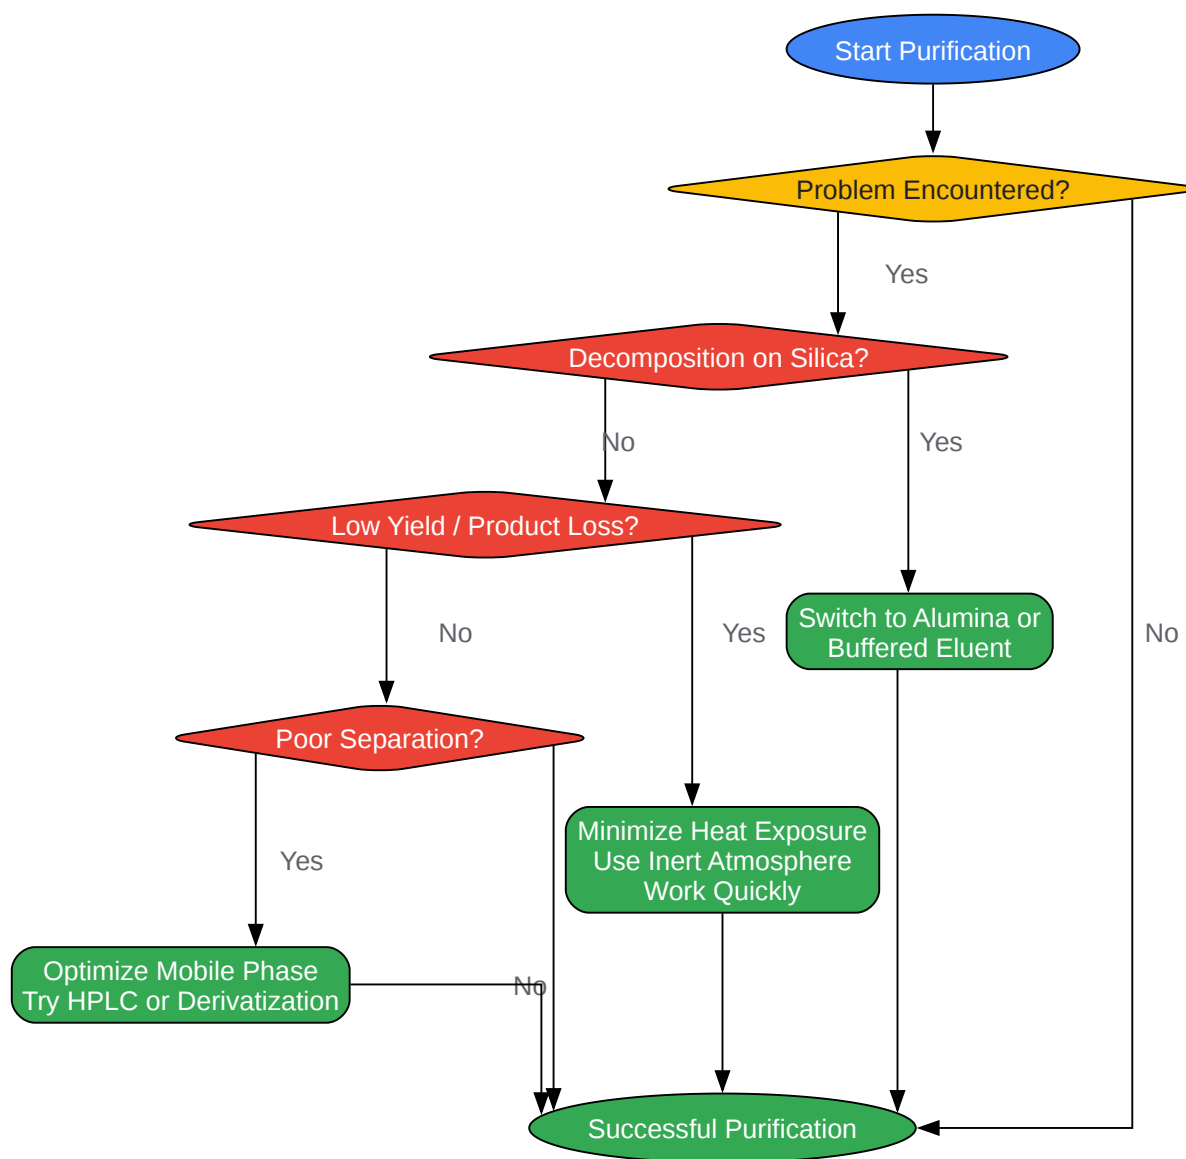 Start Purification
Problem Encountered?
Yes
Decomposition on Silica?
No
Yes
Low Yield / Product Loss?
Switch to Alumina or
Buffered Eluent
No
Yes
No
Poor Separation?
Minimize Heat Exposure
Use Inert Atmosphere
Work Quickly
Yes
Optimize Mobile Phase
Try HPLC or Derivatization
No
Successful Purification